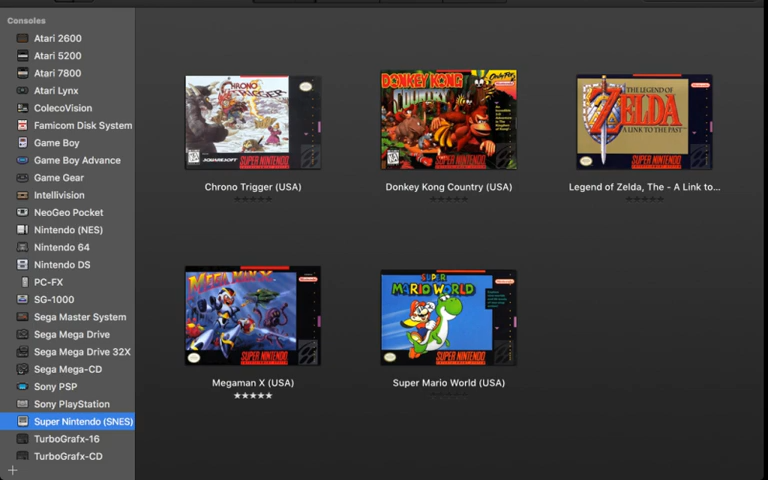 Consoles
Atari 2600
Atari 5200
Atari 7800
Atari Lynx
ColecoVision
Famicom Disk System
Game Boy
Game Boy Advance
Game Gear
Intellivision
NeoGeo Pocket
Nintendo (NES)
Nintendo 64
Nintendo DS
PC-FX
SG-1000
Sega Master System
Sega Mega Drive
Sega Mega Drive 32X
Sega Mega-CD
Sony PSP
Sony PlayStation
Super Nintendo (SNES)
TurboGrafx-16
TurboGrafx-CD
CHRONO
TRIGGER
SQUARESOFT
SUPER NINTENDO
Chrono Trigger (USA)
DONKEY KONG
COUNTRY
SUPER NINTENDO
Donkey Kong Country (USA)
THE LEGEND OF
ZELDA
A LINK TO THE PAST
SUPER NINTENDO
Legend of Zelda, The - A Link to...
MEGA MAN X
SUPER NINTENDO
Megaman X (USA)
SUPER
MARIO WORLD
SUPER NINTENDO
Super Mario World (USA)